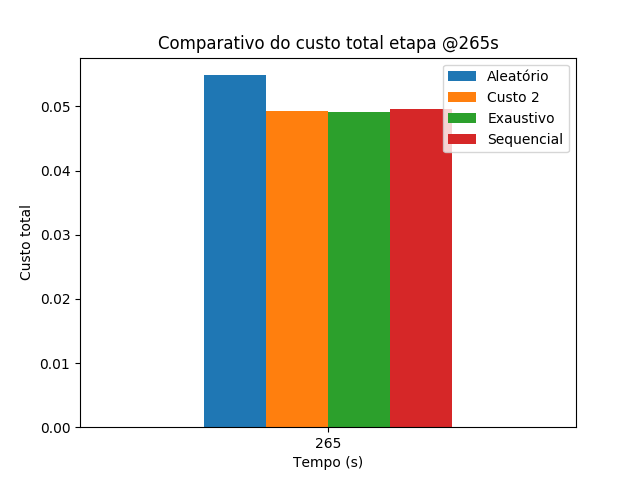 Comparativo do custo total etapa @265s
Aleatório
Custo 2
Exaustivo
Sequencial
Custo total
0.05
0.04
0.03
0.02
0.01
0.00
265
Tempo (s)